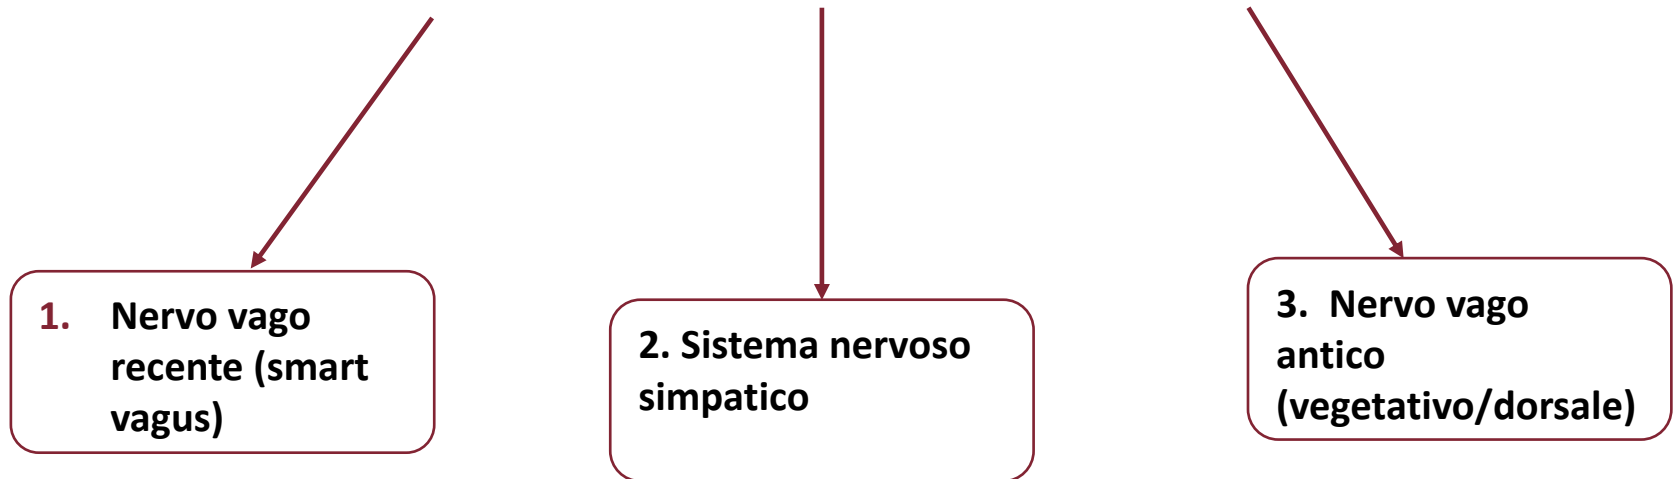 1. Nervo vago
recente (smart
vagus)
2. Sistema nervoso
simpatico
3. Nervo vago
antico
(vegetativo/dorsale)